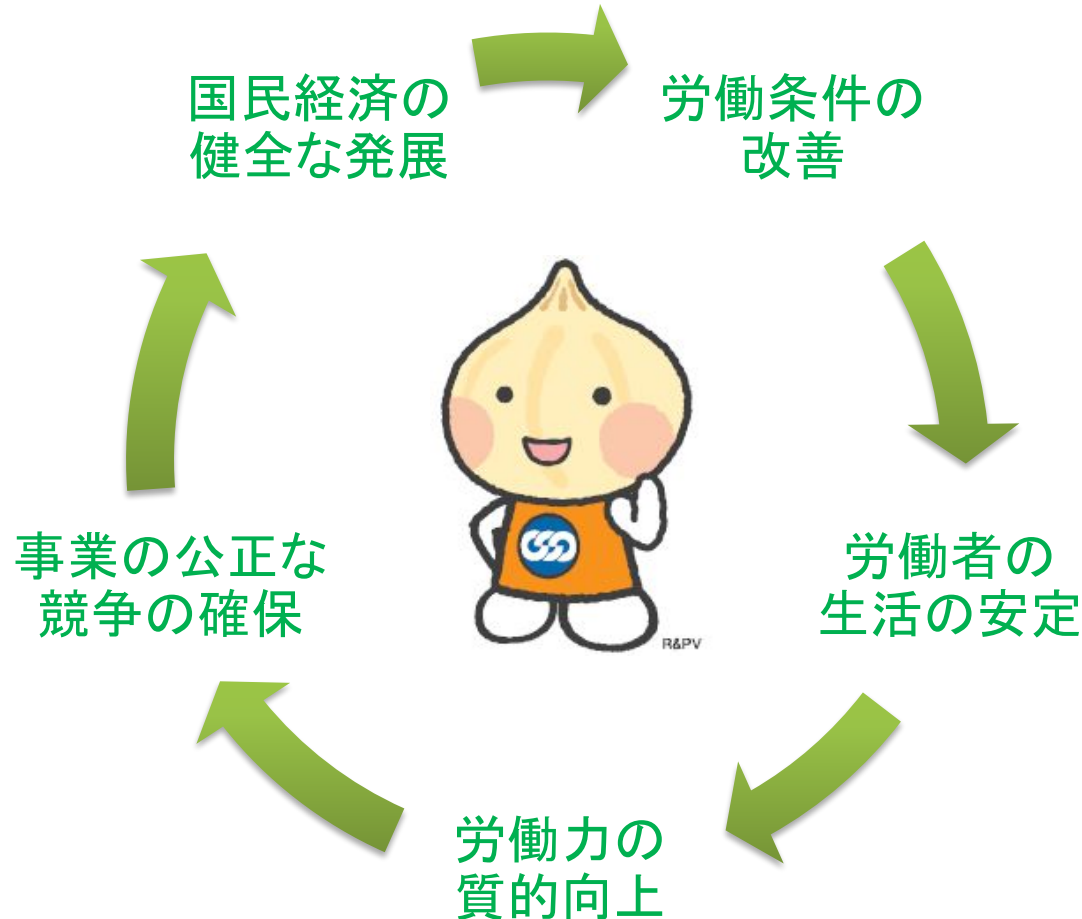 国民経済の
健全な発展
労働条件の
改善
労働者の
生活の安定
労働力の
質的向上
事業の公正な
競争の確保
R&PV